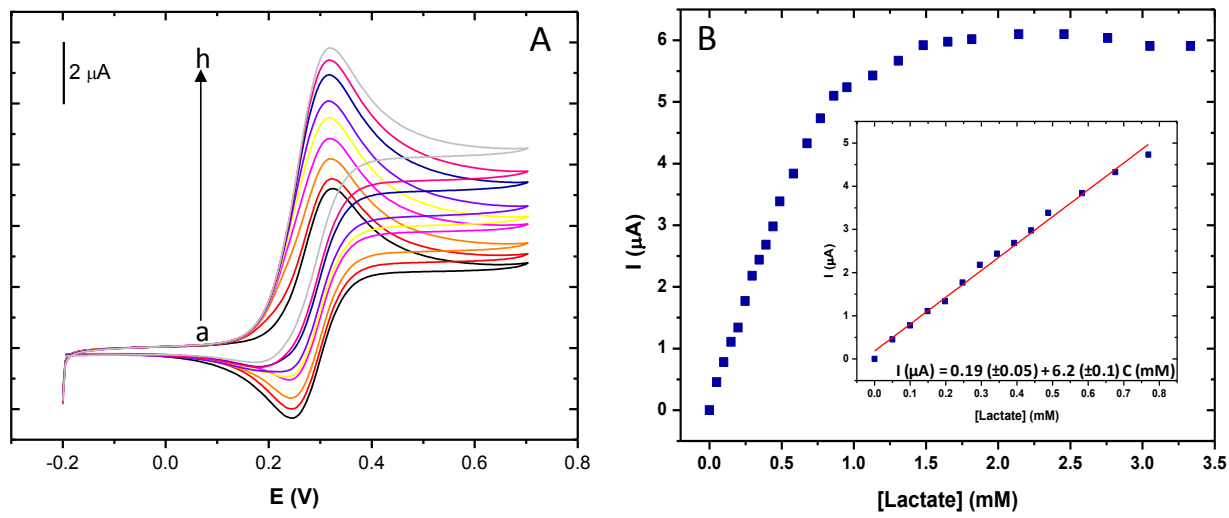 A
2 µA
h
a
-0.2 0.0 0.2 0.4 0.6 0.8
E (V)
B
6
5
4
3
2
1
0
I (µA)
0.0 0.5 1.0 1.5 2.0 2.5 3.0 3.5
[Lactate] (mM)
5
4
3
2
1
0
I (µA)
I (µA) = 0.19 (±0.05) + 6.2 (±0.1) C (mM)
0.0 0.1 0.2 0.3 0.4 0.5 0.6 0.7 0.8
[Lactate] (mM)